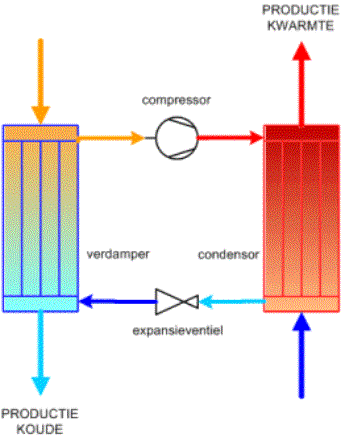 PRODUCTIE
KWARMTE
compressor
verdamper
condensor
expansieventiel
PRODUCTIE
KOUDE